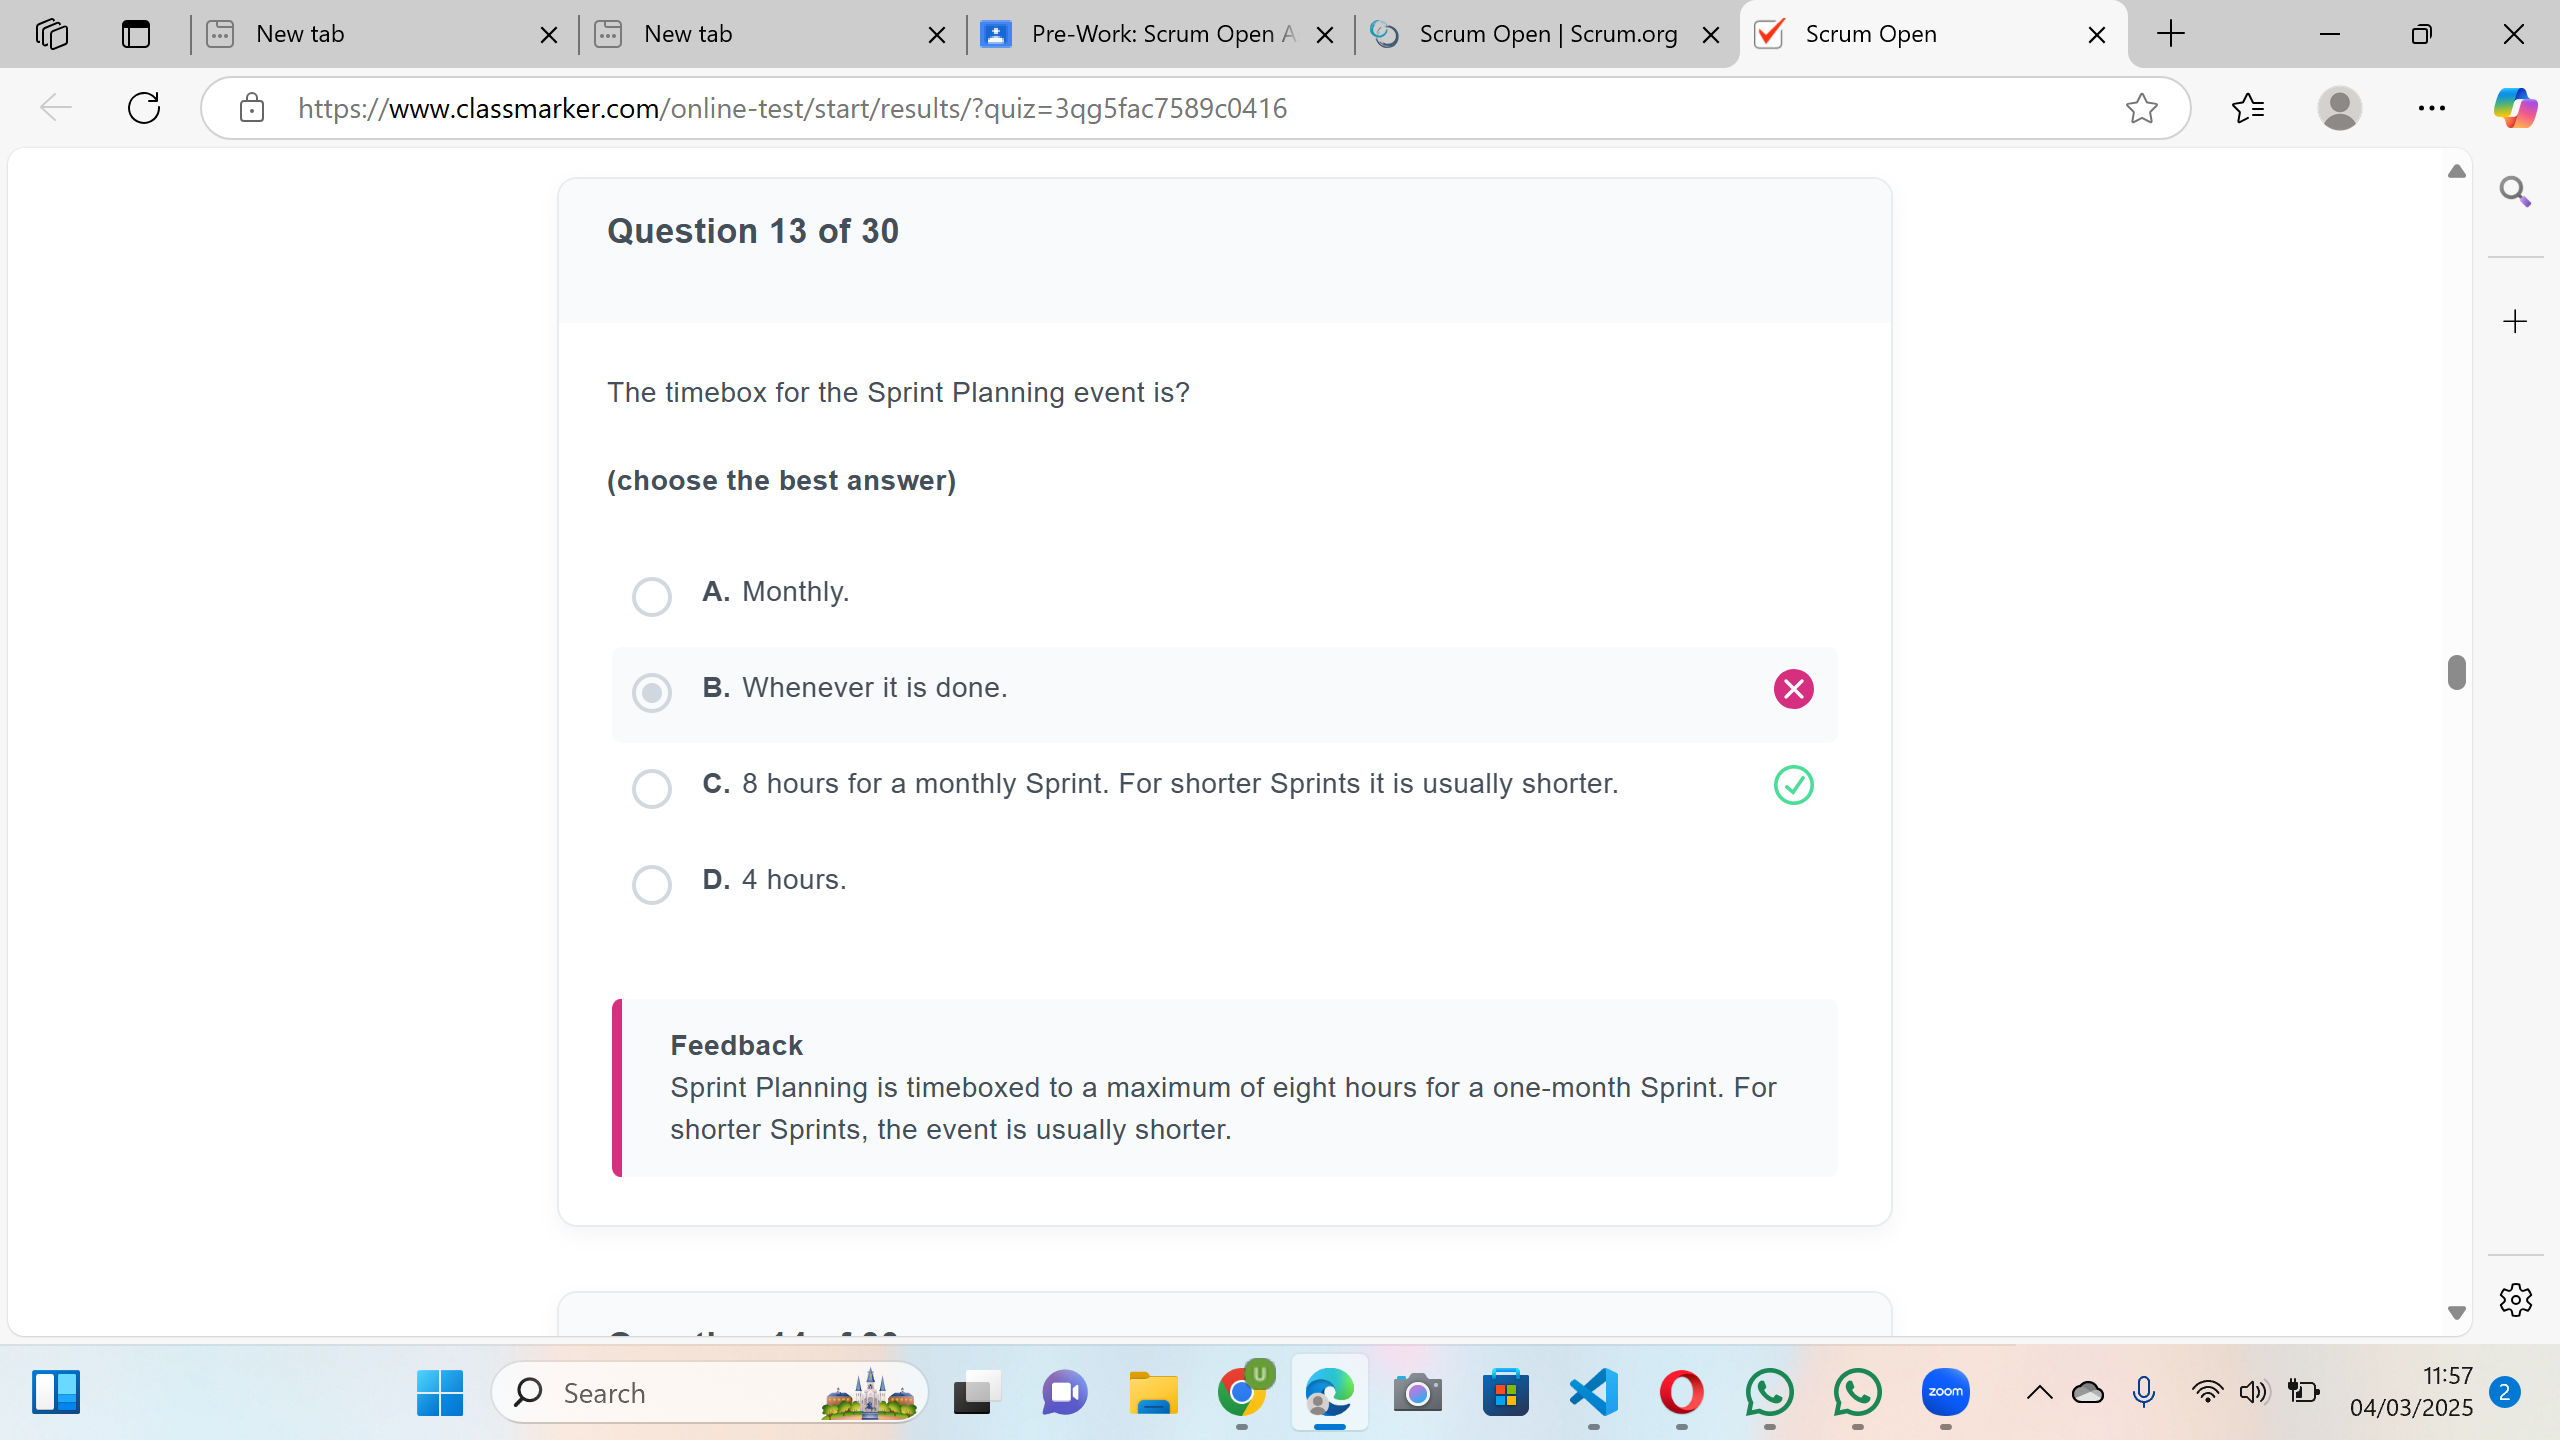 New tab
New tab
Pre-Work: Scrum Open A
Scrum Open | Scrum.org
Scrum Open
https://www.classmarker.com/online-test/start/results/?quiz=3qg5fac7589c0416
Question 13 of 30
The timebox for the Sprint Planning event is?
(choose the best answer)
A. Monthly.
B. Whenever it is done.
C. 8 hours for a monthly Sprint. For shorter Sprints it is usually shorter.
D. 4 hours.
Feedback
Sprint Planning is timeboxed to a maximum of eight hours for a one-month Sprint. For
shorter Sprints, the event is usually shorter.
Search
U
zoom
11:57
04/03/2025
2